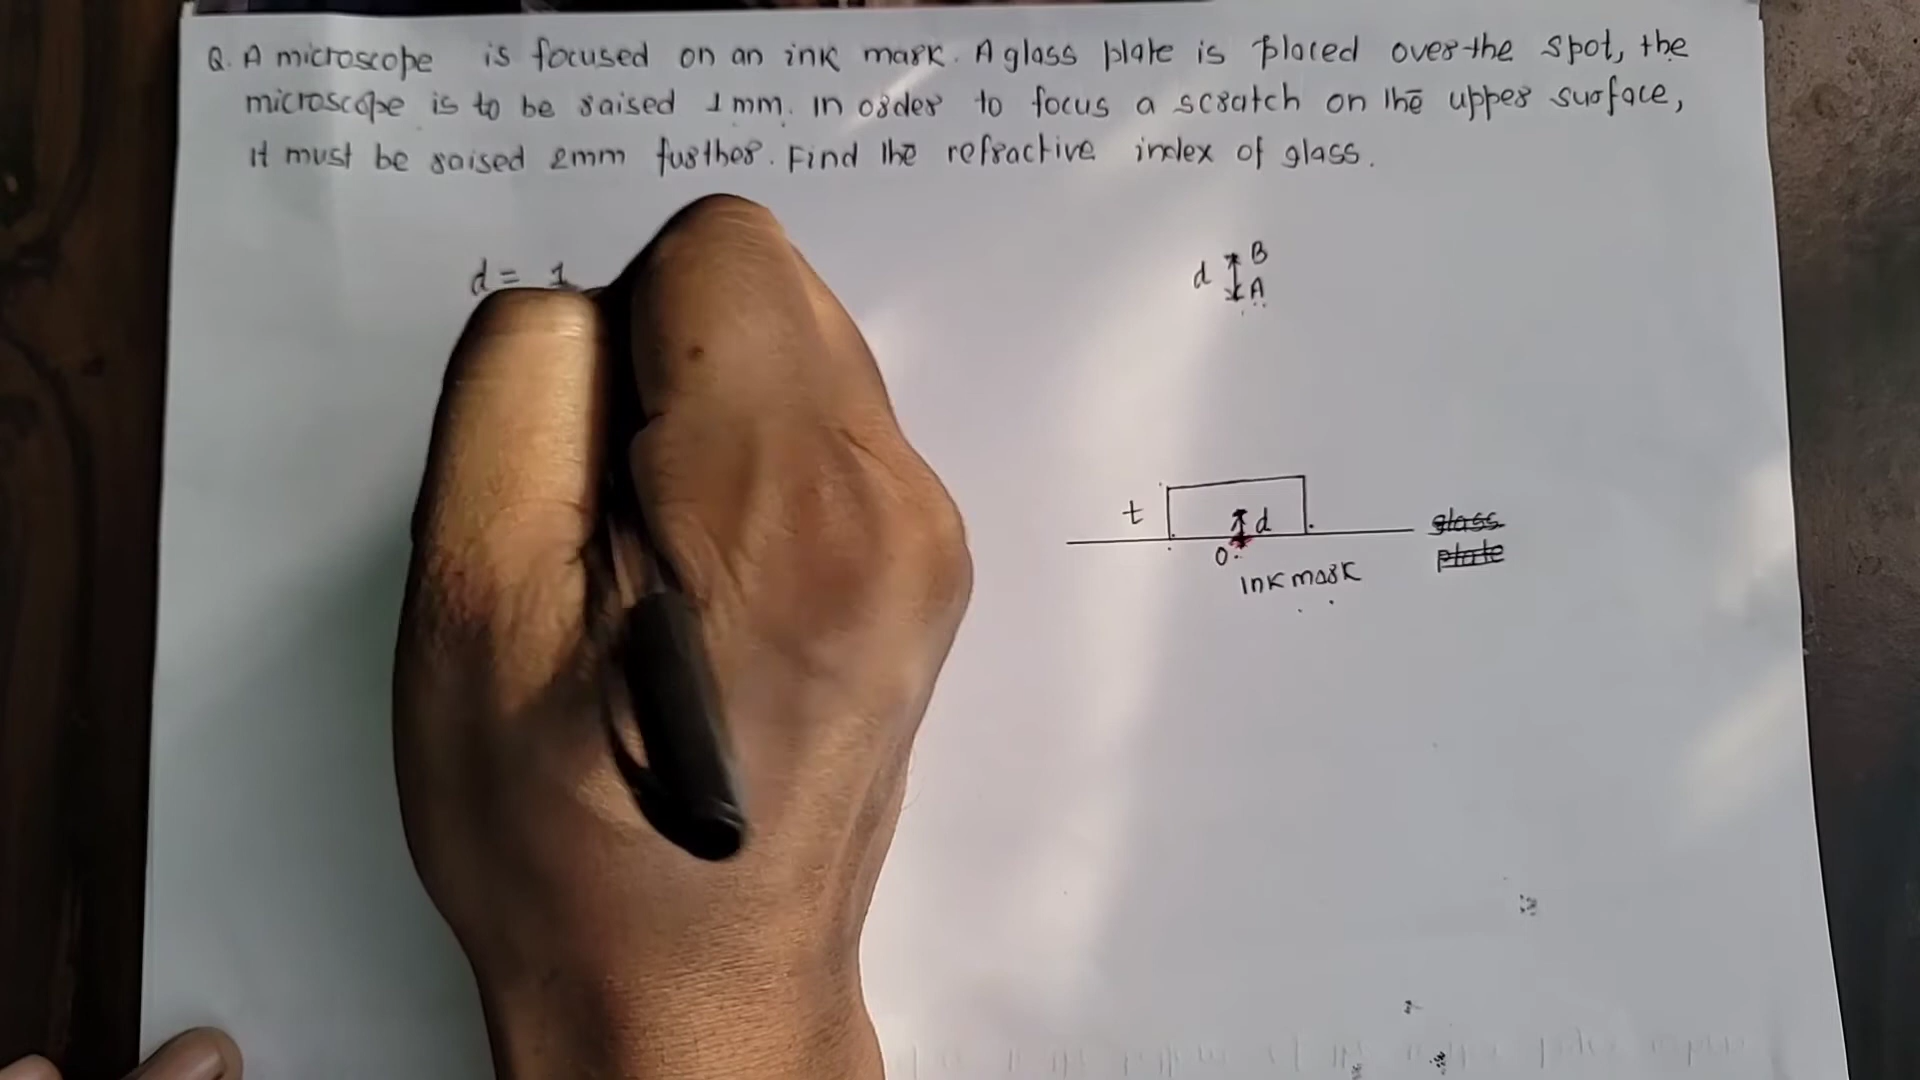 Q. A microscope is focused on an ink mark. A glass plate is placed over the spot, the
microscope is to be raised 1mm. In order to focus a scratch on the upper surface,
it must be raised 2mm further. Find the refractive index of glass.
d = 1
B
d
A
t
d
glass
plate
O
Ink mark